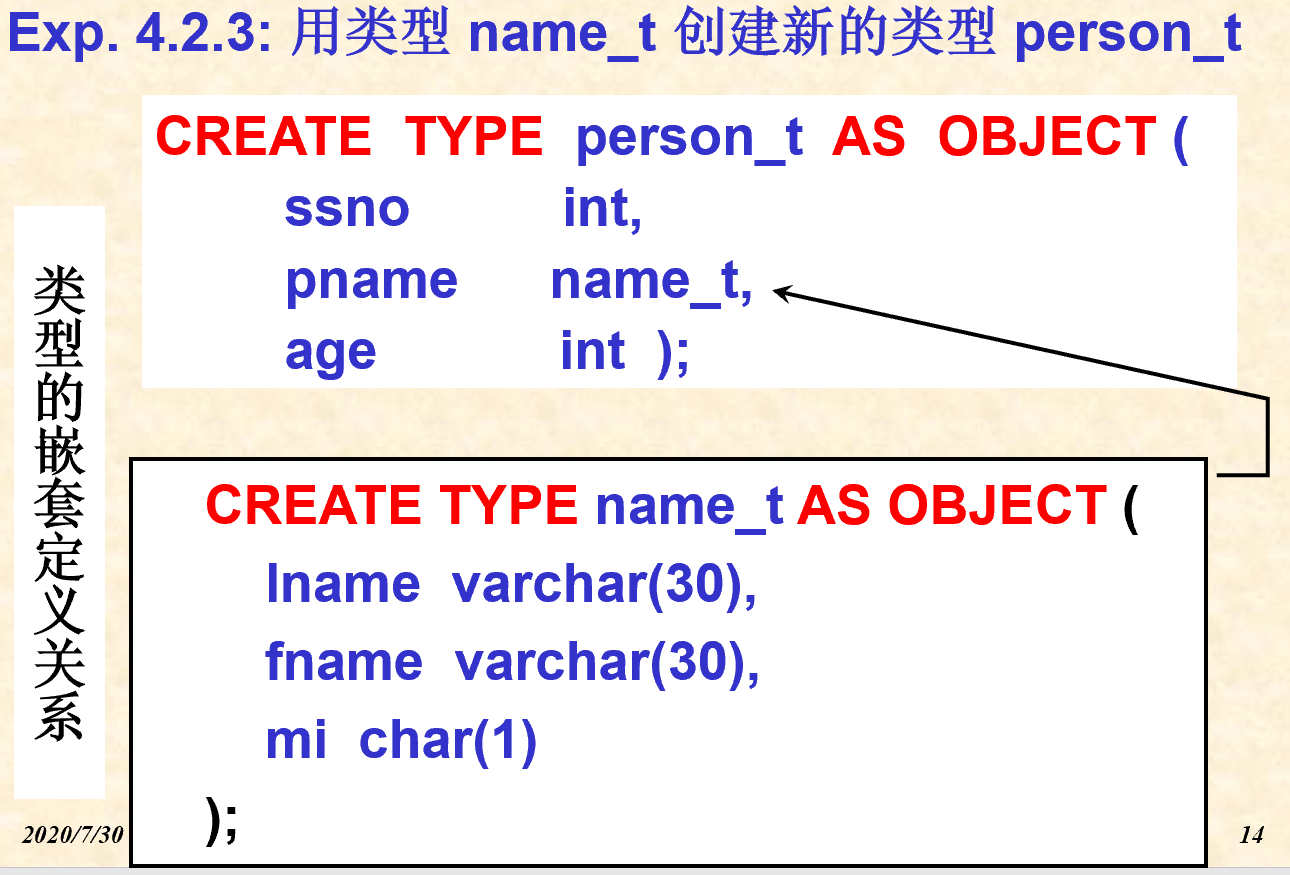 Exp. 4.2.3: 用类型 name_t 创建新的类型 person_t
CREATE TYPE person_t AS OBJECT (
ssno int,
pname name_t,
age int );
类型的嵌套定义关系
CREATE TYPE name_t AS OBJECT (
lname varchar(30),
fname varchar(30),
mi char(1)
);
2020/7/30
14